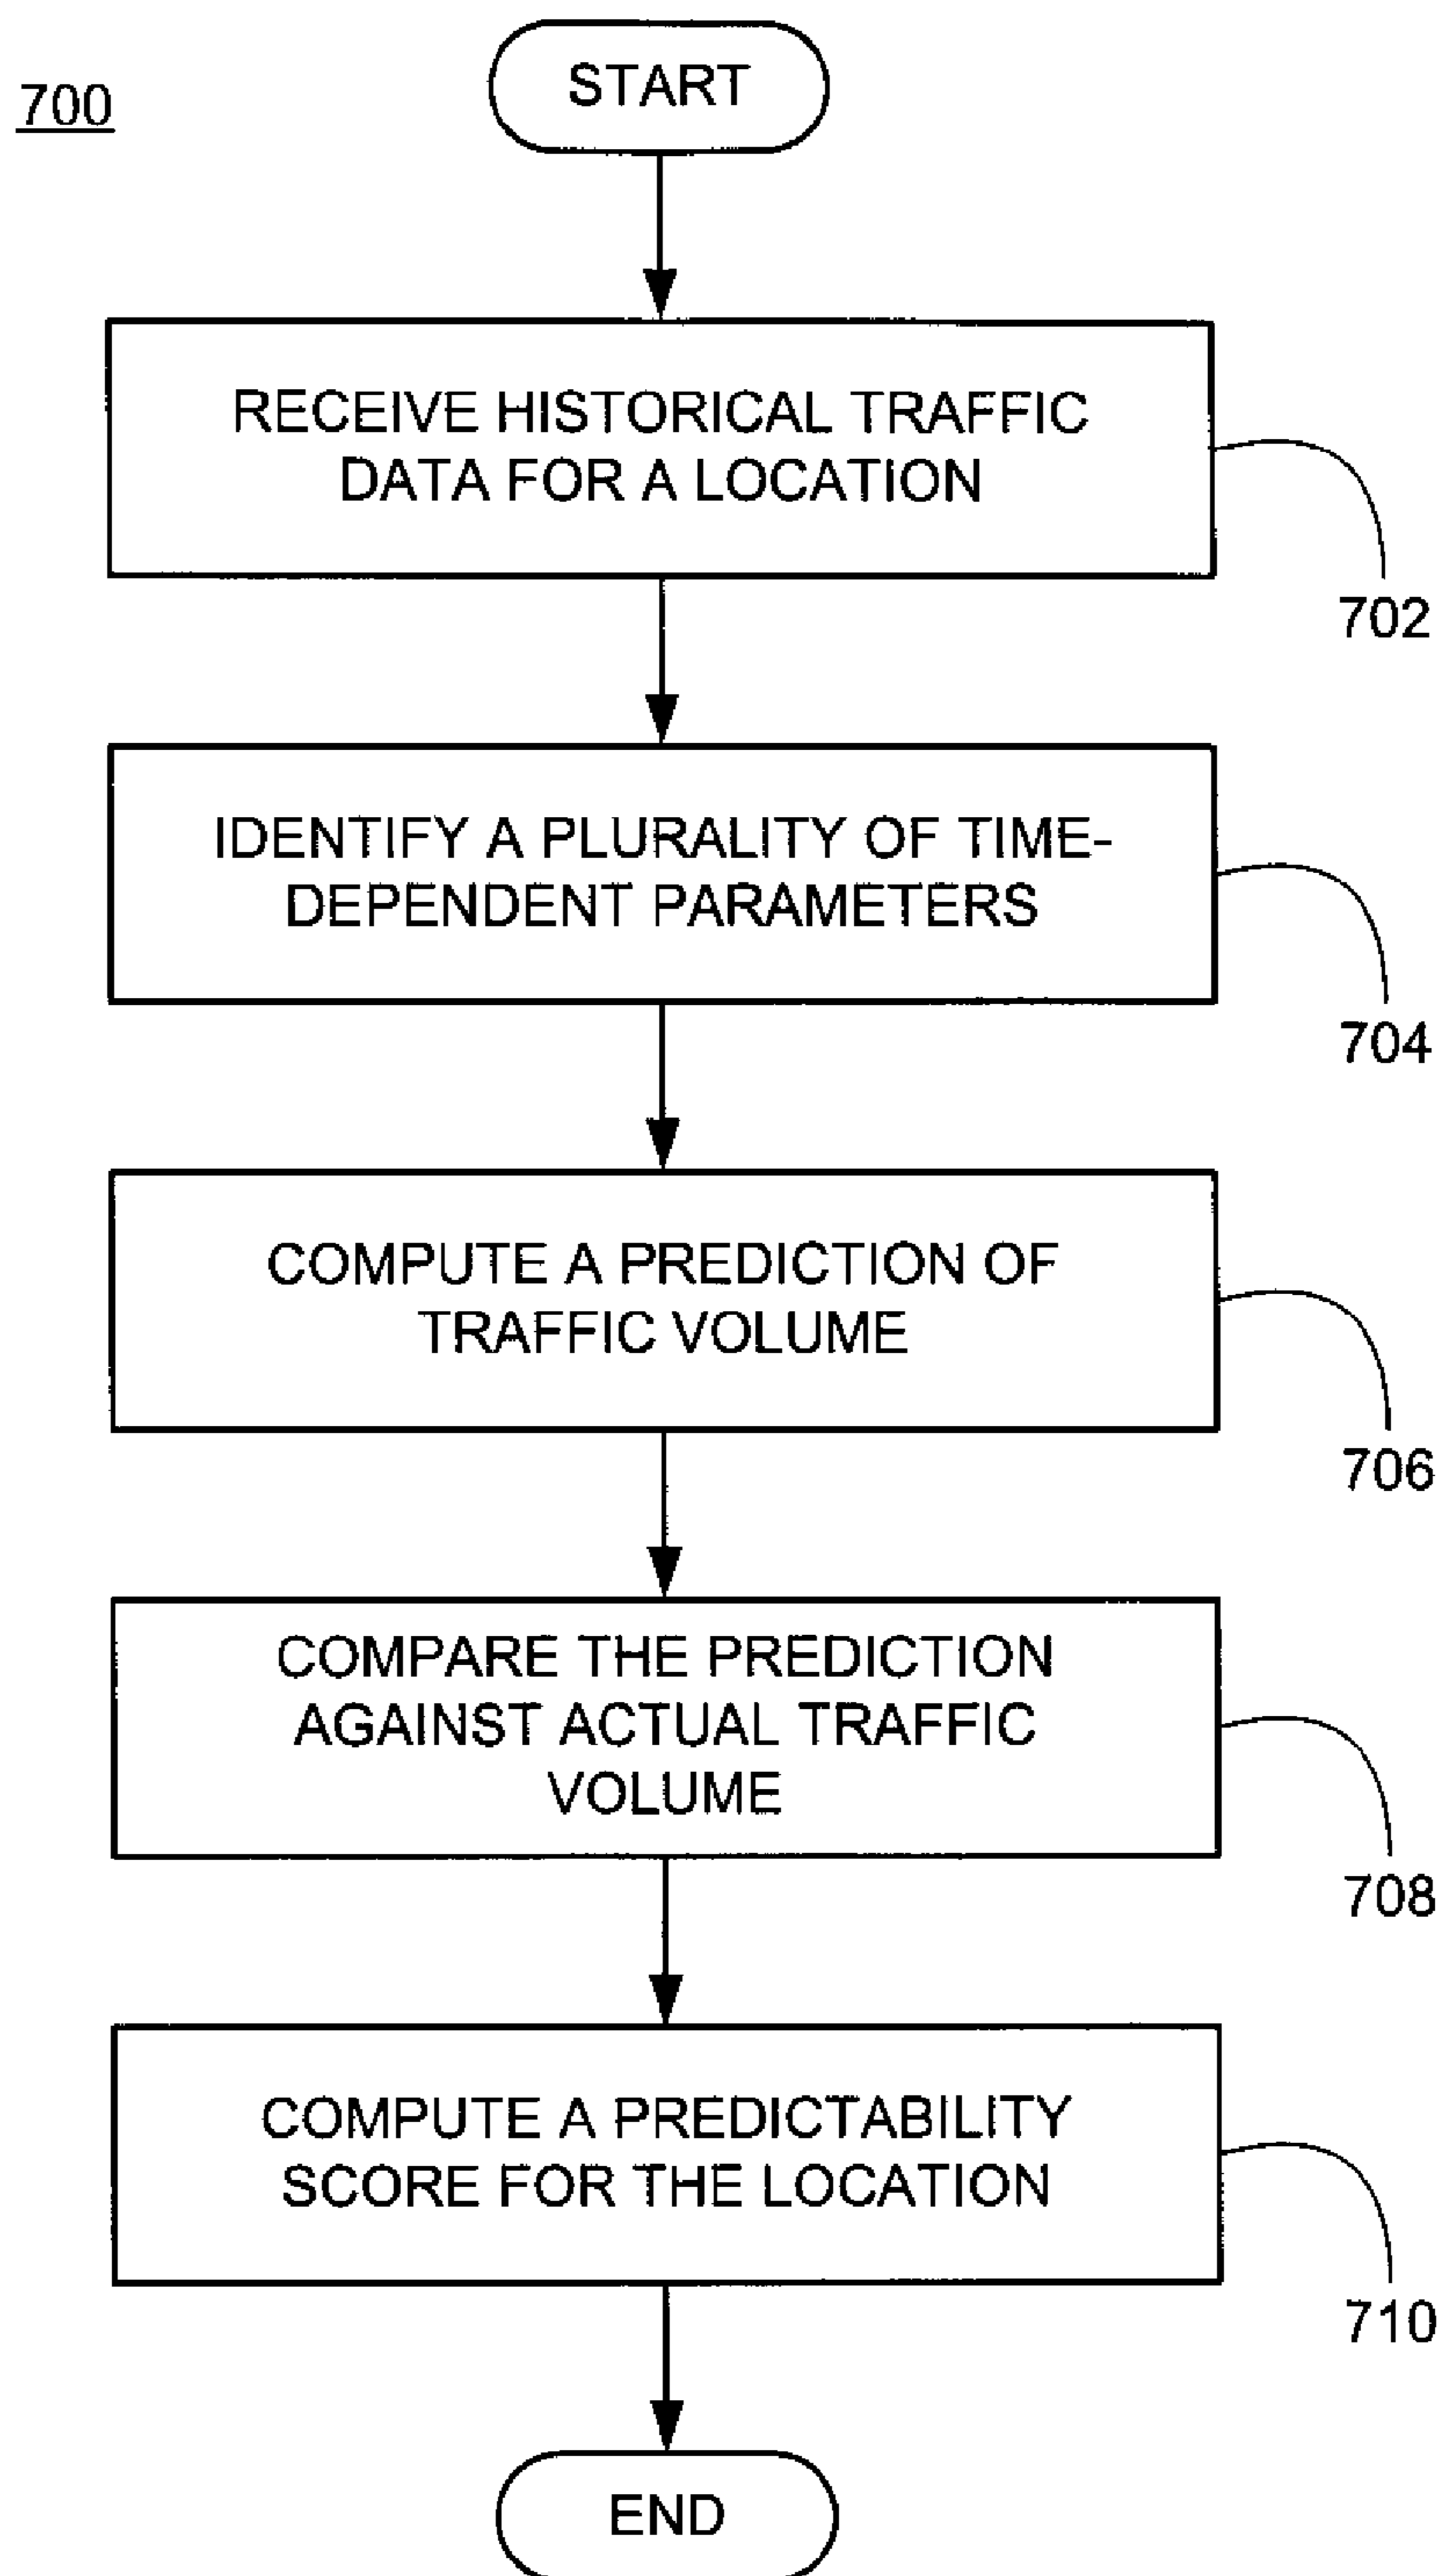 700
START
RECEIVE HISTORICAL TRAFFIC
DATA FOR A LOCATION
702
IDENTIFY A PLURALITY OF TIME-
DEPENDENT PARAMETERS
704
COMPUTE A PREDICTION OF
TRAFFIC VOLUME
706
COMPARE THE PREDICTION
AGAINST ACTUAL TRAFFIC
VOLUME
708
COMPUTE A PREDICTABILITY
SCORE FOR THE LOCATION
710
END